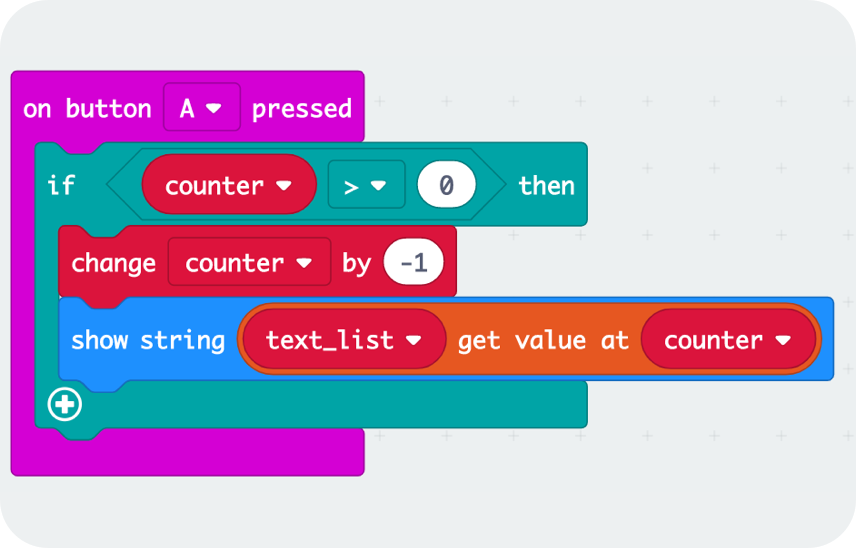 on button A pressed
if counter > 0 then
change counter by -1
show string text_list get value at counter